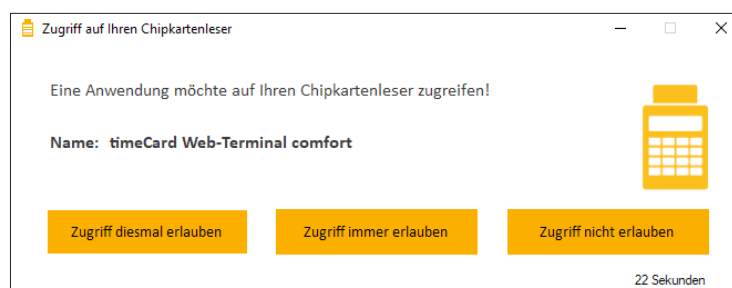 Zugriff auf Ihren Chipkartenleser
Eine Anwendung möchte auf Ihren Chipkartenleser zugreifen!
Name: timeCard Web-Terminal comfort
Zugriff diesmal erlauben
Zugriff immer erlauben
Zugriff nicht erlauben
22 Sekunden